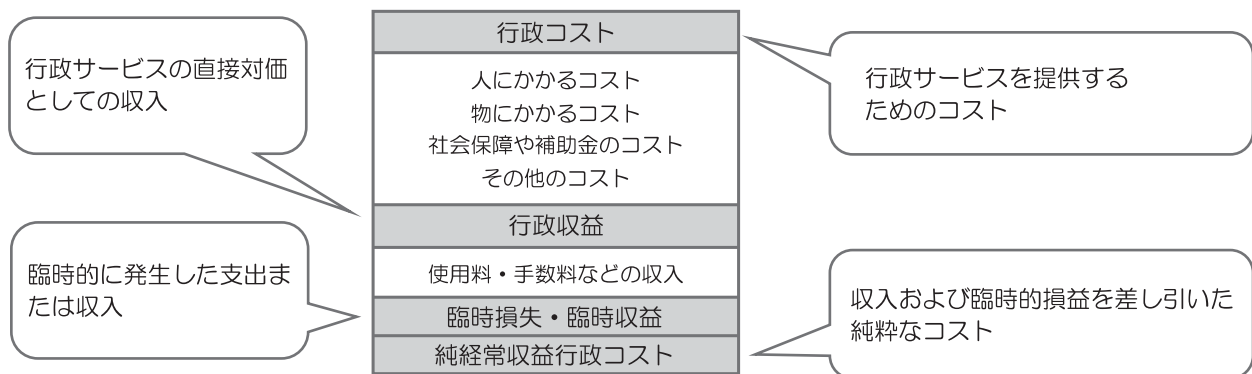 行政サービスの直接対価
としての収入
臨時的に発生した支出ま
たは収入
行政コスト
人にかかるコスト
物にかかるコスト
社会保障や補助金のコスト
その他のコスト
行政収益
使用料・手数料などの収入
臨時損失・臨時収益
純経常収益行政コスト
行政サービスを提供する
ためのコスト
収入および臨時的損益を差し引いた
純粋なコスト